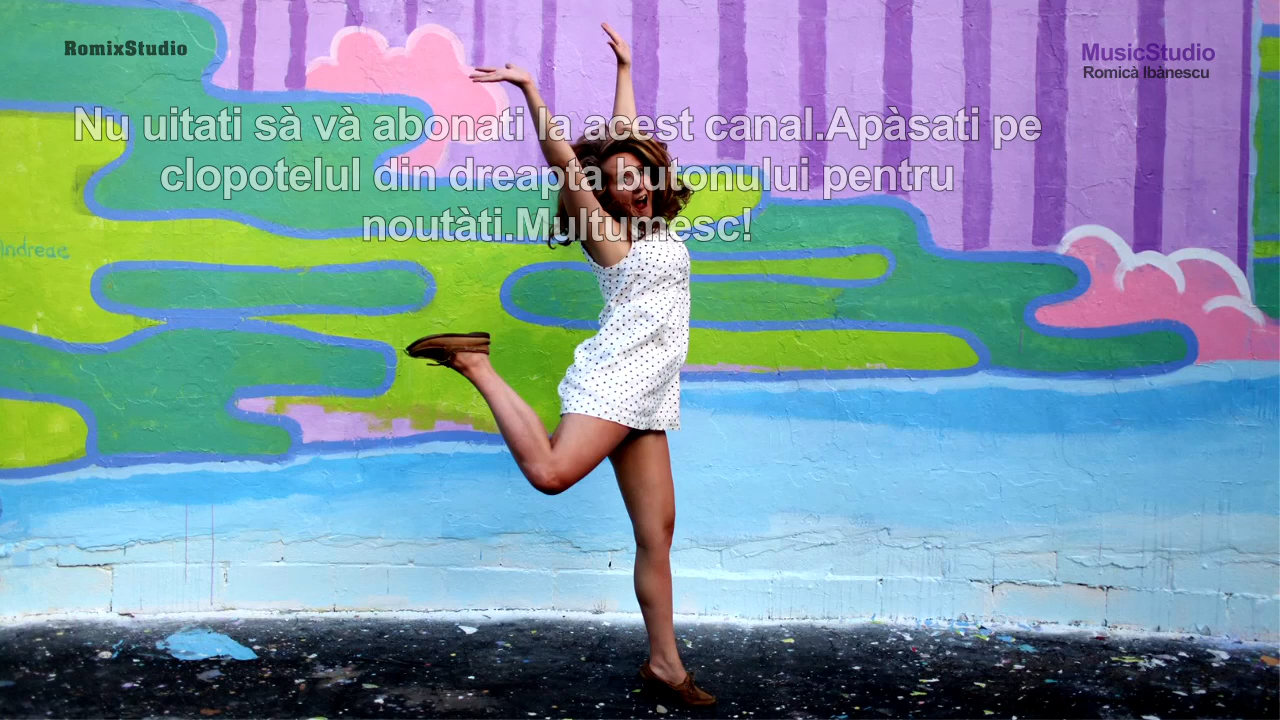 RomixStudio
MusicStudio
Romicà Ibànescu
Nu uitati sà và abonati la acest canal.Apàsati pe
clopotelul din dreapta butonului pentru
noutàti.Multumesc!
Andreae